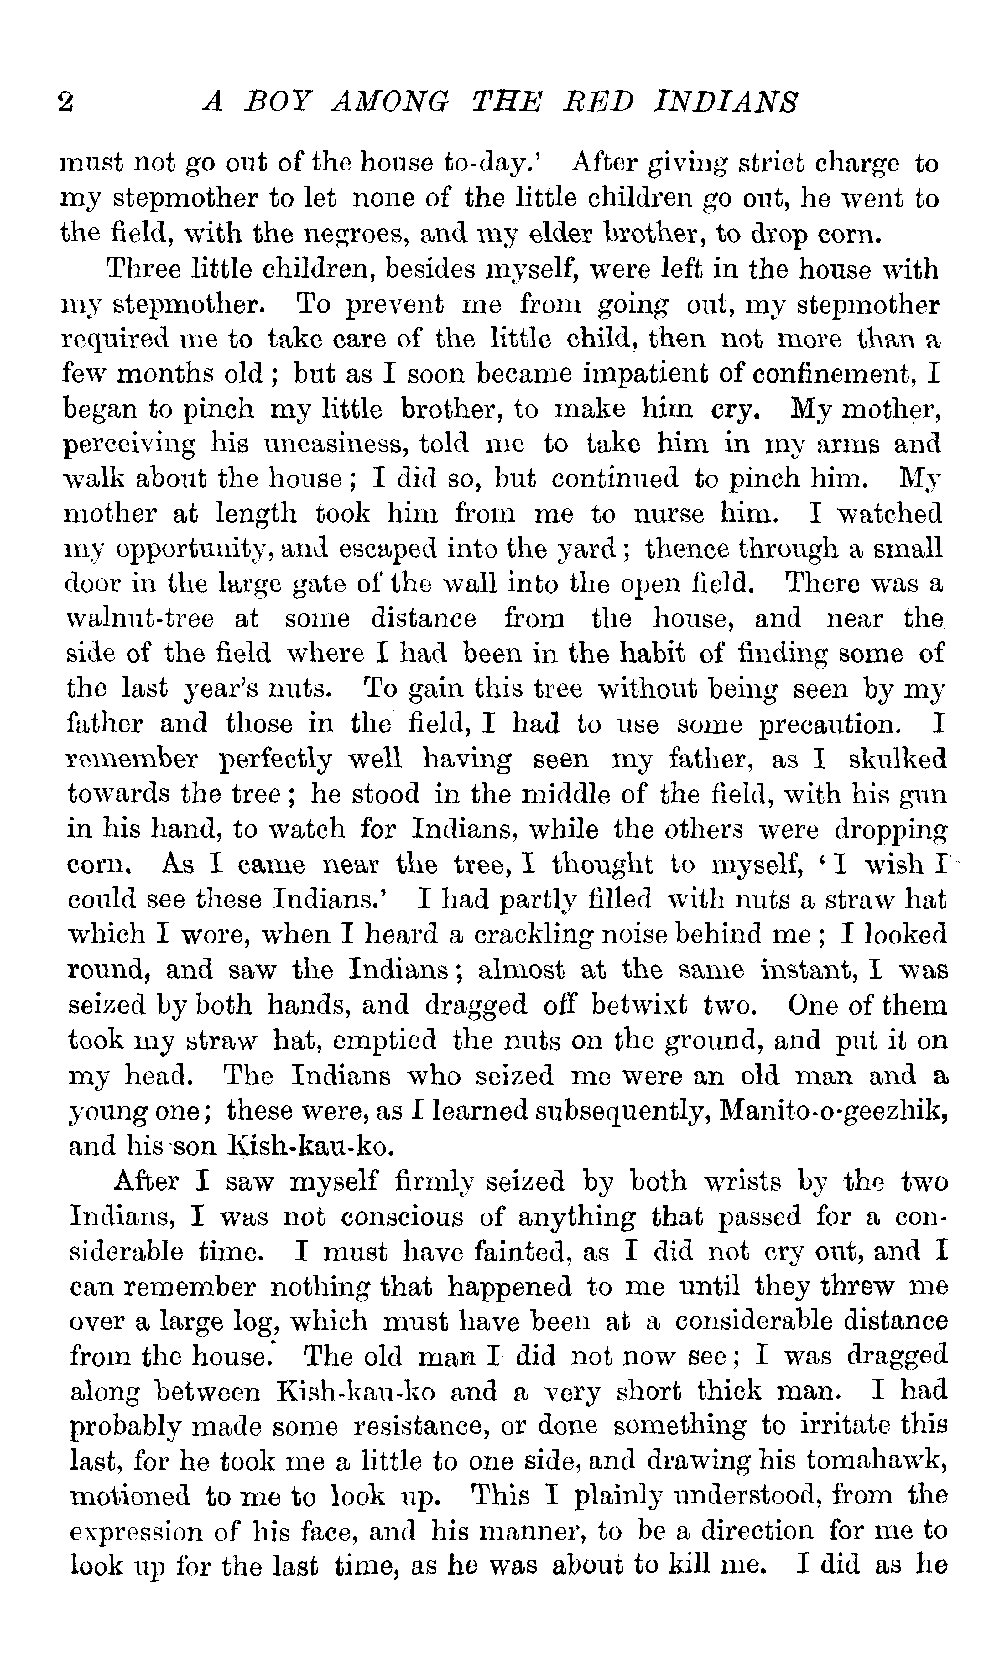 2 A BOY AMONG THE RED INDIANS
must not go out of the house to-day.' After giving strict charge to
my stepmother to let none of the little children go out, he went to
the field, with the negroes, and my elder brother, to drop corn.
Three little children, besides myself, were left in the house with
my stepmother. To prevent me from going out, my stepmother
required me to take care of the little child, then not more than a
few months old; but as I soon became impatient of confinement, I
began to pinch my little brother, to make him cry. My mother,
perceiving his uneasiness, told me to take him in my arms and
walk about the house; I did so, but continued to pinch him. My
mother at length took him from me to nurse him. I watched
my opportunity, and escaped into the yard; thence through a small
door in the large gate of the wall into the open field. There was a
walnut-tree at some distance from the house, and near the
side of the field where I had been in the habit of finding some of
the last year's nuts. To gain this tree without being seen by my
father and those in the field, I had to use some precaution. I
remember perfectly well having seen my father, as I skulked
towards the tree; he stood in the middle of the field, with his gun
in his hand, to watch for Indians, while the others were dropping
corn. As I came near the tree, I thought to myself, 'I wish I
could see these Indians.' I had partly filled with nuts a straw hat
which I wore, when I heard a crackling noise behind me; I looked
round, and saw the Indians; almost at the same instant, I was
seized by both hands, and dragged off betwixt two. One of them
took my straw hat, emptied the nuts on the ground, and put it on
my head. The Indians who seized me were an old man and a
young one; these were, as I learned subsequently, Manito-o-geezhik,
and his son Kish-kau-ko.
After I saw myself firmly seized by both wrists by the two
Indians, I was not conscious of anything that passed for a con-
siderable time. I must have fainted, as I did not cry out, and I
can remember nothing that happened to me until they threw me
over a large log, which must have been at a considerable distance
from the house. The old man I did not now see; I was dragged
along between Kish-kau-ko and a very short thick man. I had
probably made some resistance, or done something to irritate this
last, for he took me a little to one side, and drawing his tomahawk,
motioned to me to look up. This I plainly understood, from the
expression of his face, and his manner, to be a direction for me to
look up for the last time, as he was about to kill me. I did as he